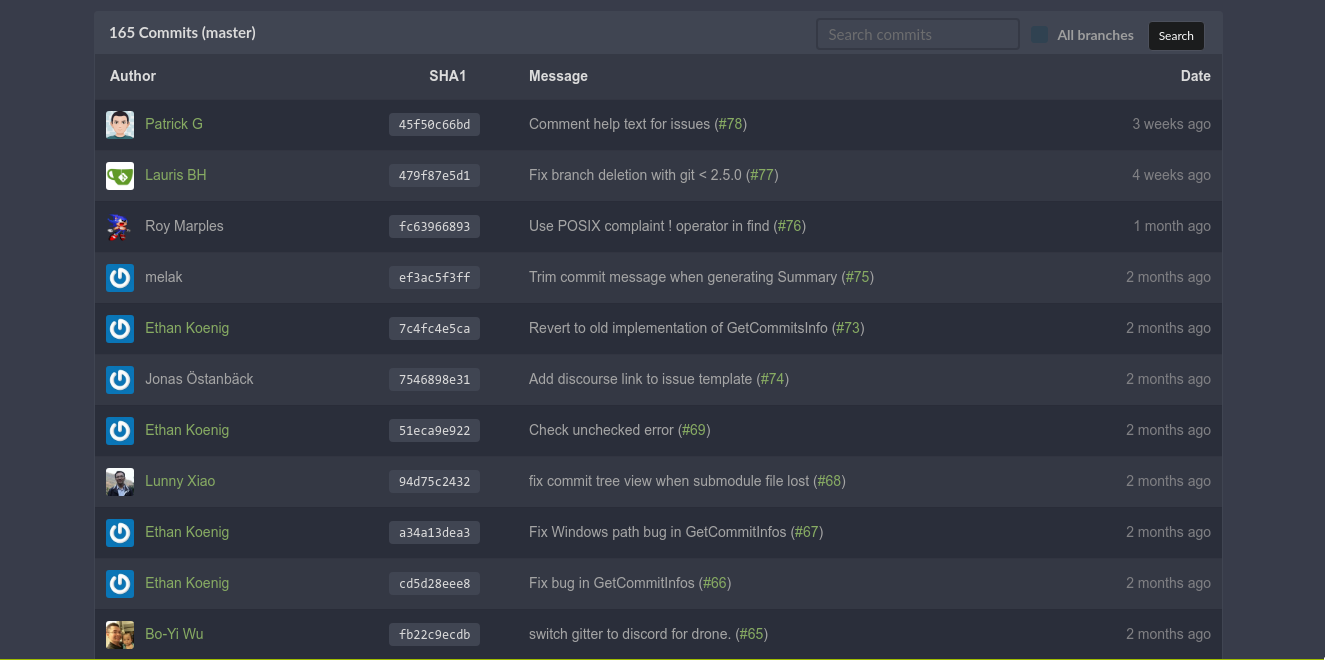 165 Commits (master) Search commits All branches Search
Author SHA1 Message Date
Patrick G 45f50c66bd Comment help text for issues (#78) 3 weeks ago
Lauris BH 479f87e5d1 Fix branch deletion with git < 2.5.0 (#77) 4 weeks ago
Roy Marples fc63966893 Use POSIX complaint ! operator in find (#76) 1 month ago
melak ef3ac5f3ff Trim commit message when generating Summary (#75) 2 months ago
Ethan Koenig 7c4fc4e5ca Revert to old implementation of GetCommitsInfo (#73) 2 months ago
Jonas Östanbäck 7546898e31 Add discourse link to issue template (#74) 2 months ago
Ethan Koenig 51eca9e922 Check unchecked error (#69) 2 months ago
Lunny Xiao 94d75c2432 fix commit tree view when submodule file lost (#68) 2 months ago
Ethan Koenig a34a13dea3 Fix Windows path bug in GetCommitInfos (#67) 2 months ago
Ethan Koenig cd5d28eee8 Fix bug in GetCommitInfos (#66) 2 months ago
Bo-Yi Wu fb22c9ecdb switch gitter to discord for drone. (#65) 2 months ago